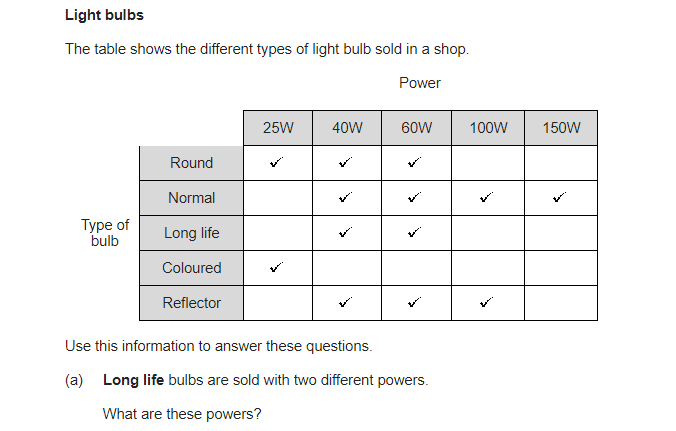 Light bulbs
The table shows the different types of light bulb sold in a shop.
Power
25W 40W 60W 100W 150W
Round ✓ ✓ ✓
Normal ✓ ✓ ✓ ✓
Type of bulb
Long life ✓ ✓
Coloured ✓
Reflector ✓ ✓ ✓
Use this information to answer these questions.
(a) Long life bulbs are sold with two different powers.
What are these powers?